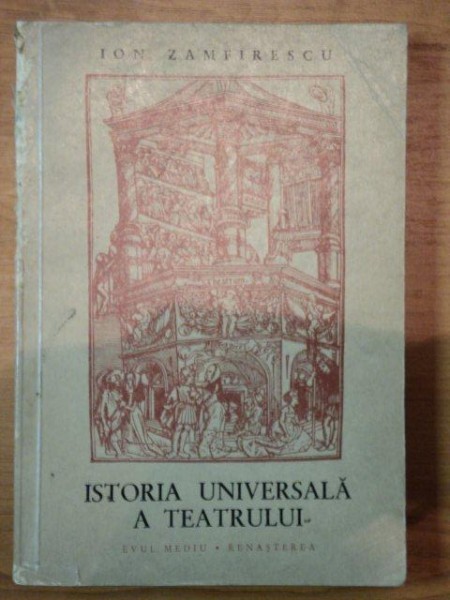 ION ZAMFIRESCU
ISTORIA UNIVERSALĂ
A TEATRULUI
EVUL MEDIU • RENAȘTEREA